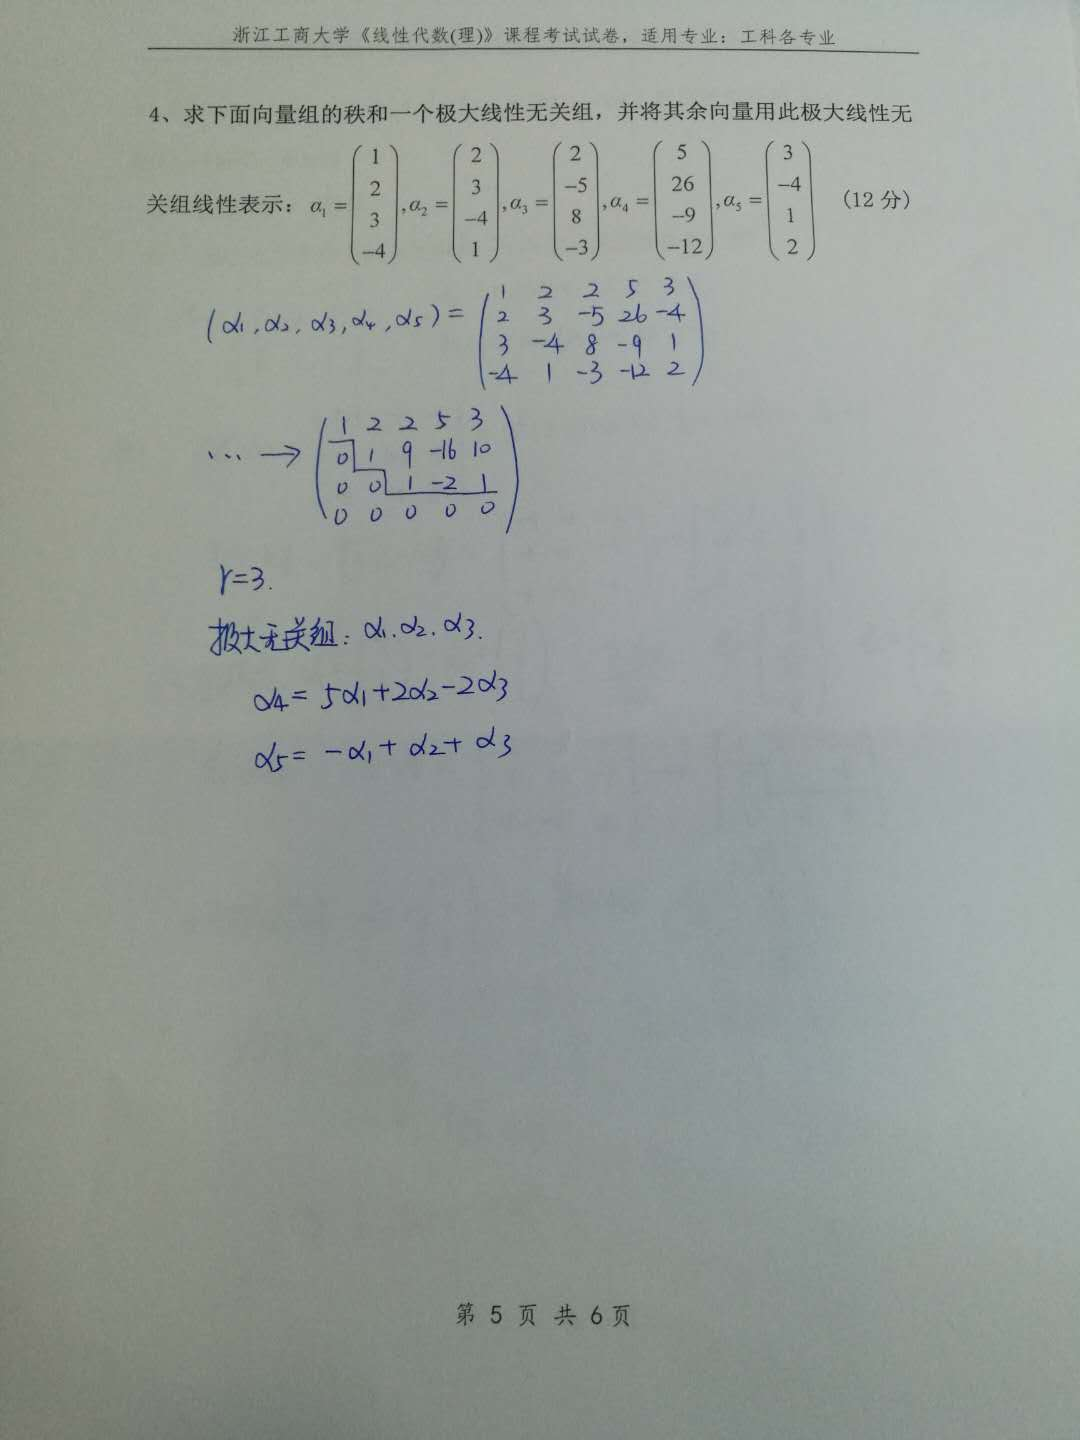 浙江工商大学《线性代数(理)》课程考试试卷，适用专业：工科各专业
4、求下面向量组的秩和一个极大线性无关组，并将其余向量用此极大线性无
关组线性表示：α₁ = (1 2 3 −4), α₂ = (2 3 −4 1), α₃ = (2 −5 8 −3), α₄ = (5 26 −9 −12), α₅ = (3 −4 1 2) （12 分）
(α₁, α₂, α₃, α₄, α₅) =
1 2 2 5 3
2 3 -5 26 -4
3 -4 8 -9 1
-4 1 -3 -12 2
... →
1 2 2 5 3
0 1 9 -16 10
0 0 1 -2 1
0 0 0 0 0
r=3.
极大无关组: α₁. α₂. α₃.
α₄ = 5α₁+2α₂-2α₃
α₅ = -α₁+α₂+α₃
第 5 页 共 6 页